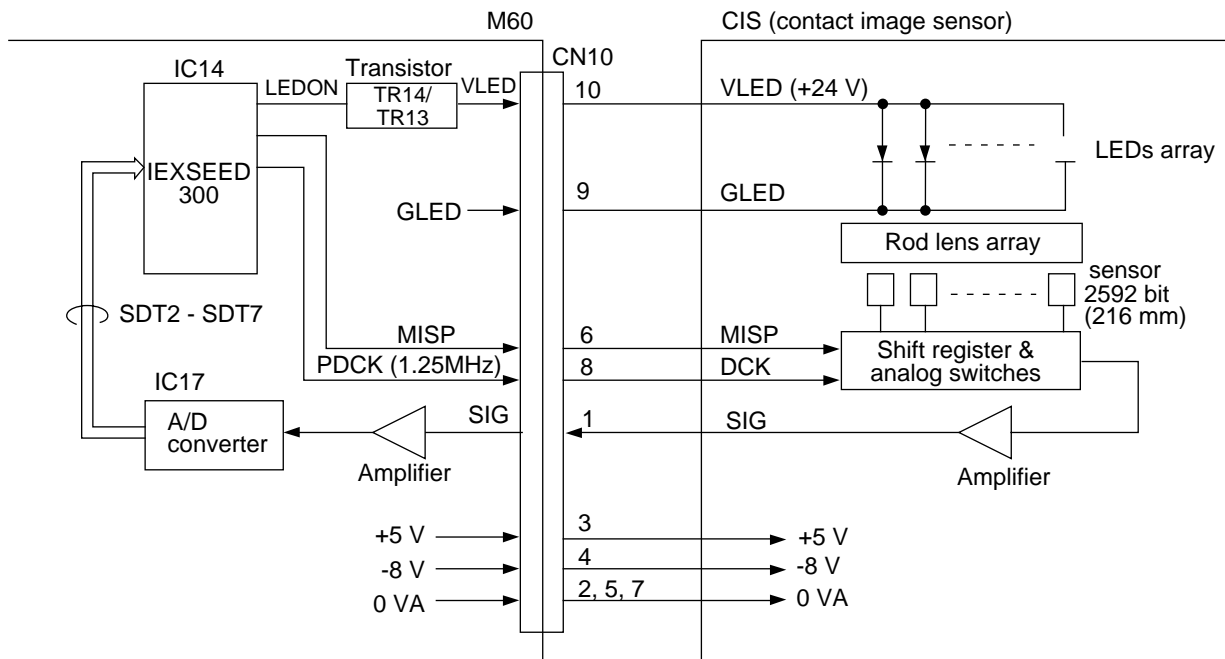 M60
CIS (contact image sensor)
IC14
Transistor
CN10
LEDON
TR14/
TR13
VLED
10
VLED (+24 V)
LEDs array
IEXSEED
300
GLED
9
GLED
Rod lens array
sensor
2592 bit
(216 mm)
SDT2 - SDT7
MISP
6
MISP
PDCK (1.25MHz)
8
DCK
Shift register &
analog switches
IC17
A/D
converter
SIG
1
SIG
Amplifier
Amplifier
+5 V
3
+5 V
-8 V
4
-8 V
0 VA
2, 5, 7
0 VA